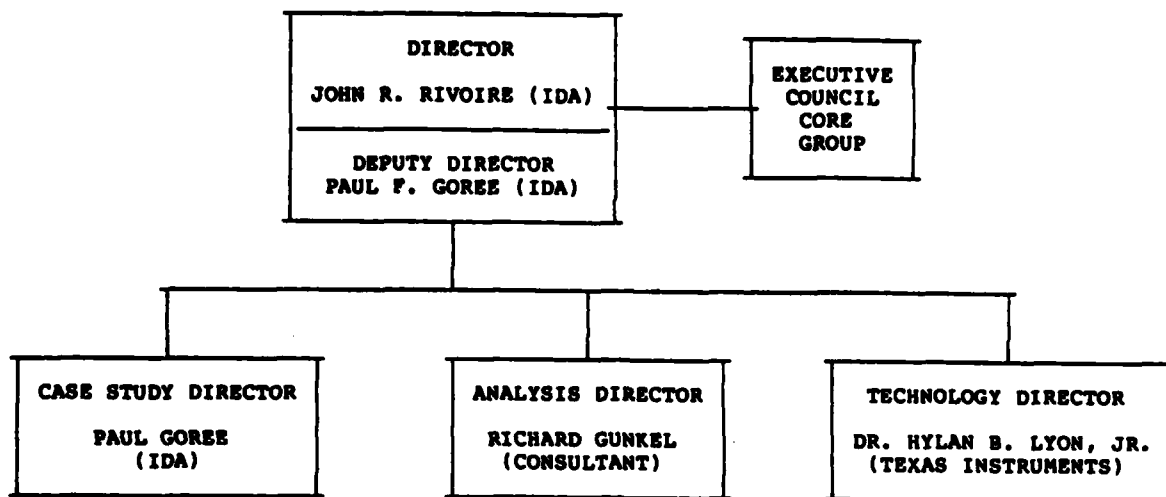 DIRECTOR
JOHN R. RIVOIRE (IDA)
DEPUTY DIRECTOR
PAUL F. GOREE (IDA)
EXECUTIVE
COUNCIL
CORE
GROUP
CASE STUDY DIRECTOR
PAUL GOREE
(IDA)
ANALYSIS DIRECTOR
RICHARD GUNKEL
(CONSULTANT)
TECHNOLOGY DIRECTOR
DR. HYLAN B. LYON, JR.
(TEXAS INSTRUMENTS)